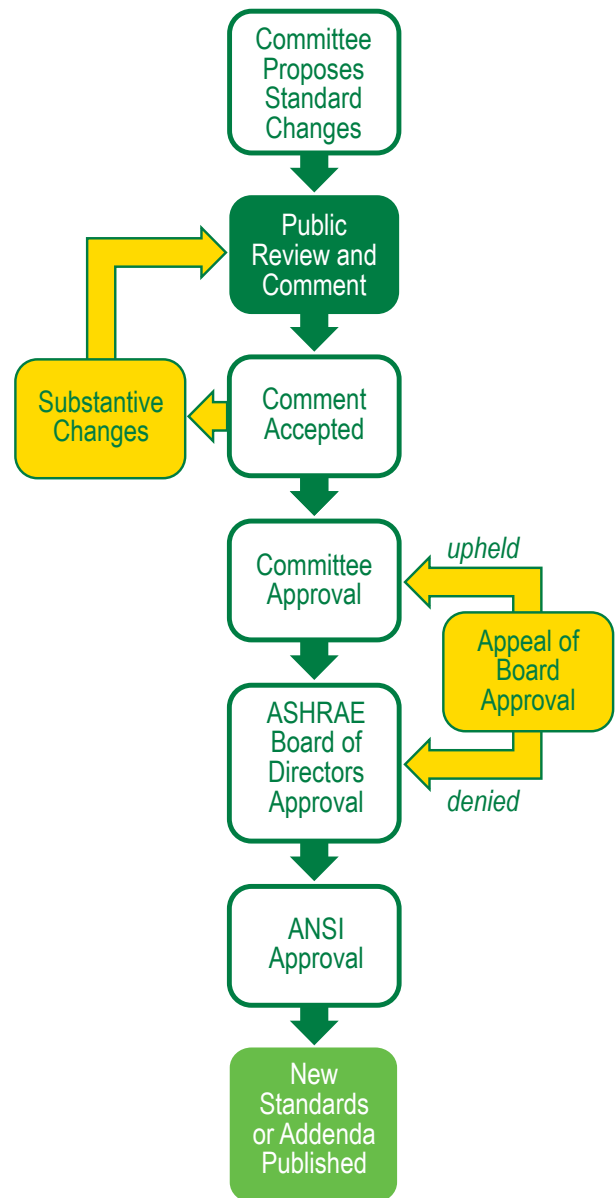 Committee
Proposes
Standard
Changes
Public
Review and
Comment
Substantive
Changes
Comment
Accepted
Committee
Approval
upheld
Appeal of
Board
Approval
denied
ASHRAE
Board of
Directors
Approval
ANSI
Approval
New
Standards
or Addenda
Published